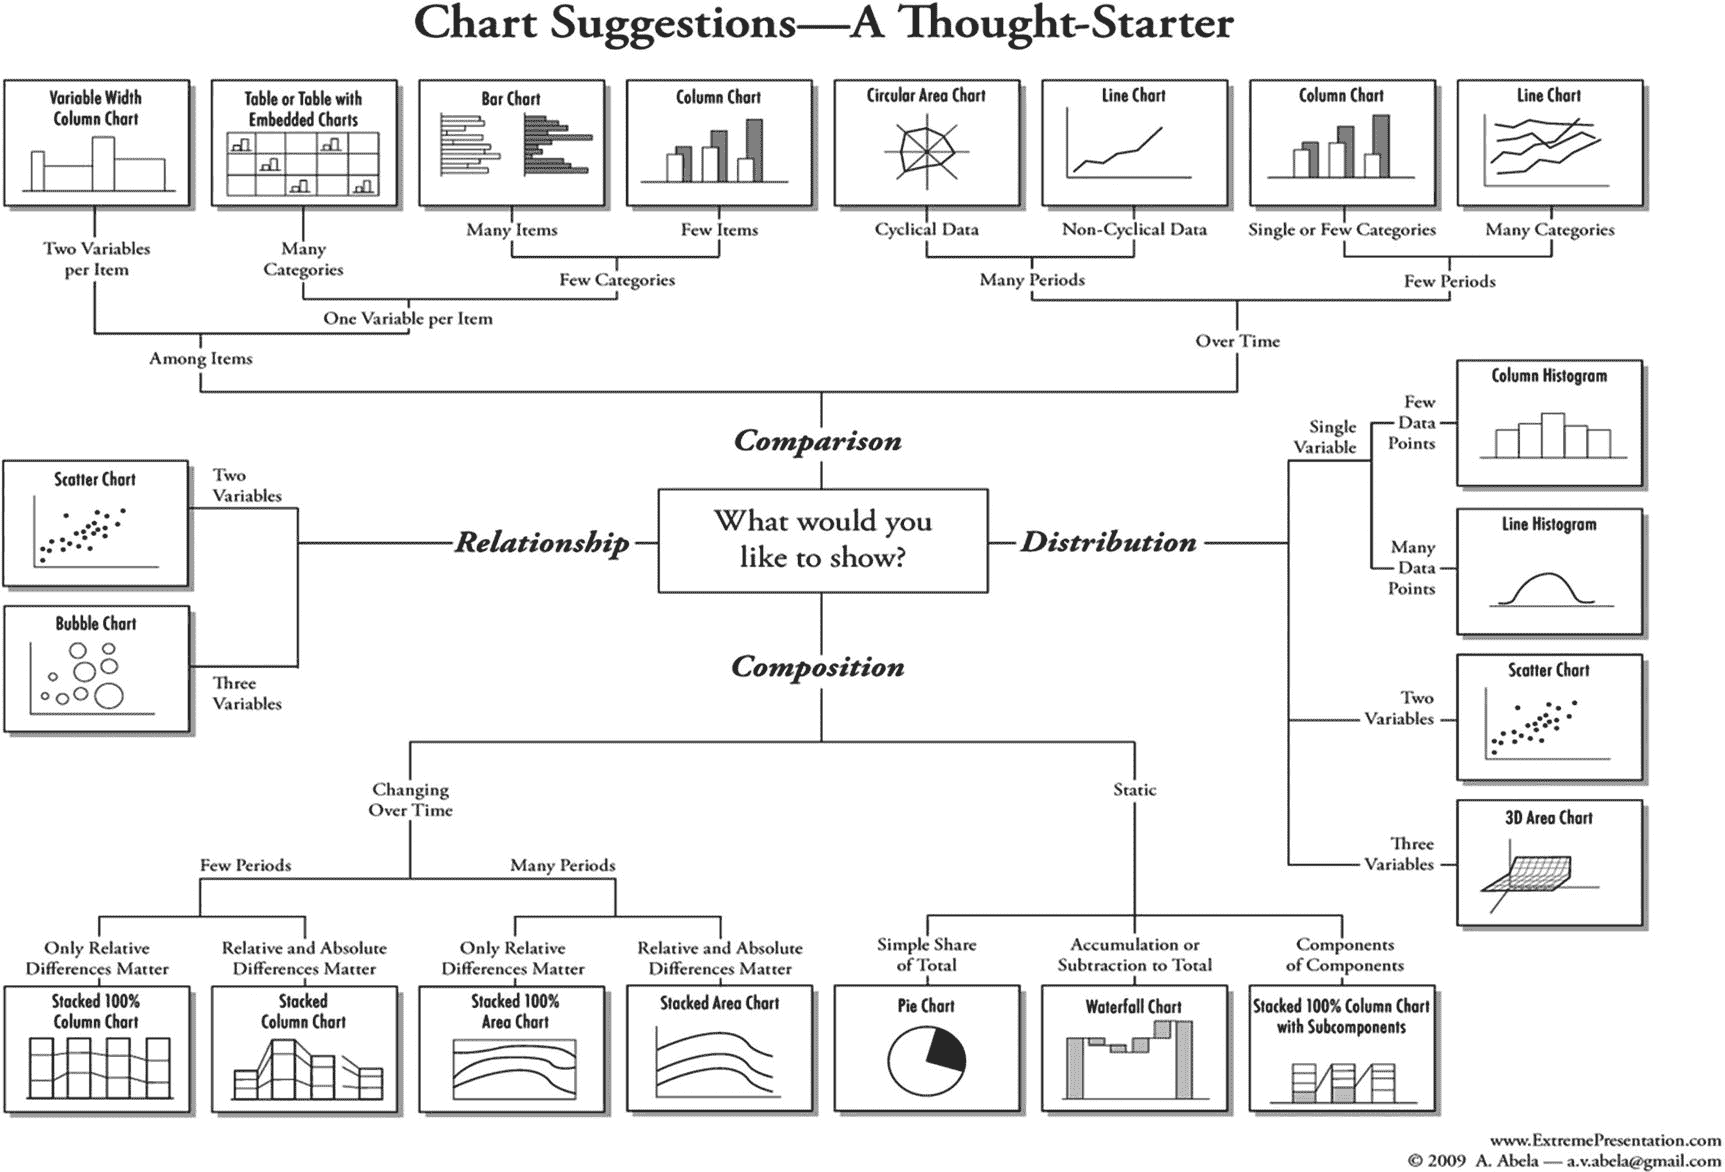 Chart Suggestions—A Thought-Starter
Variable Width
Column Chart
Table or Table with
Embedded Charts
Bar Chart
Column Chart
Circular Area Chart
Line Chart
Column Chart
Line Chart
Two Variables
per Item
Many
Categories
Many Items
Few Items
Cyclical Data
Non-Cyclical Data
Single or Few Categories
Many Categories
Few Categories
Many Periods
Few Periods
One Variable per Item
Among Items
Over Time
Comparison
What would you
like to show?
Relationship
Two
Variables
Scatter Chart
Three
Variables
Bubble Chart
Distribution
Single
Variable
Few
Data
Points
Column Histogram
Many
Data
Points
Line Histogram
Two
Variables
Scatter Chart
Three
Variables
3D Area Chart
Composition
Changing
Over Time
Static
Few Periods
Many Periods
Only Relative
Differences Matter
Relative and Absolute
Differences Matter
Only Relative
Differences Matter
Relative and Absolute
Differences Matter
Simple Share
of Total
Accumulation or
Subtraction to Total
Components
of Components
Stacked 100%
Column Chart
Stacked
Column Chart
Stacked 100%
Area Chart
Stacked Area Chart
Pie Chart
Waterfall Chart
Stacked 100% Column Chart
with Subcomponents
www.ExtremePresentation.com
© 2009 A. Abela — a.v.abela@gmail.com